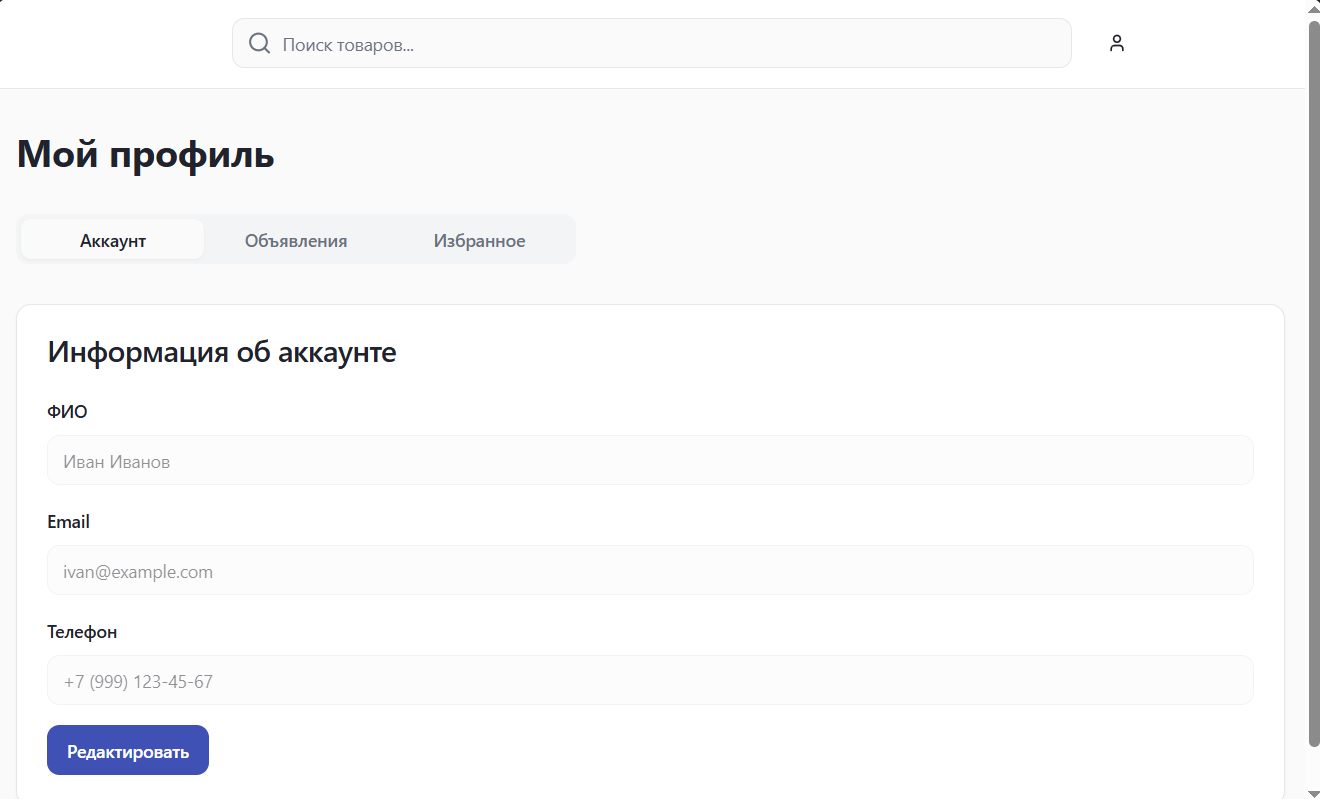 Поиск товаров...
Мой профиль
Аккаунт Объявления Избранное
Информация об аккаунте
ФИО
Иван Иванов
Email
ivan@example.com
Телефон
+7 (999) 123-45-67
Редактировать